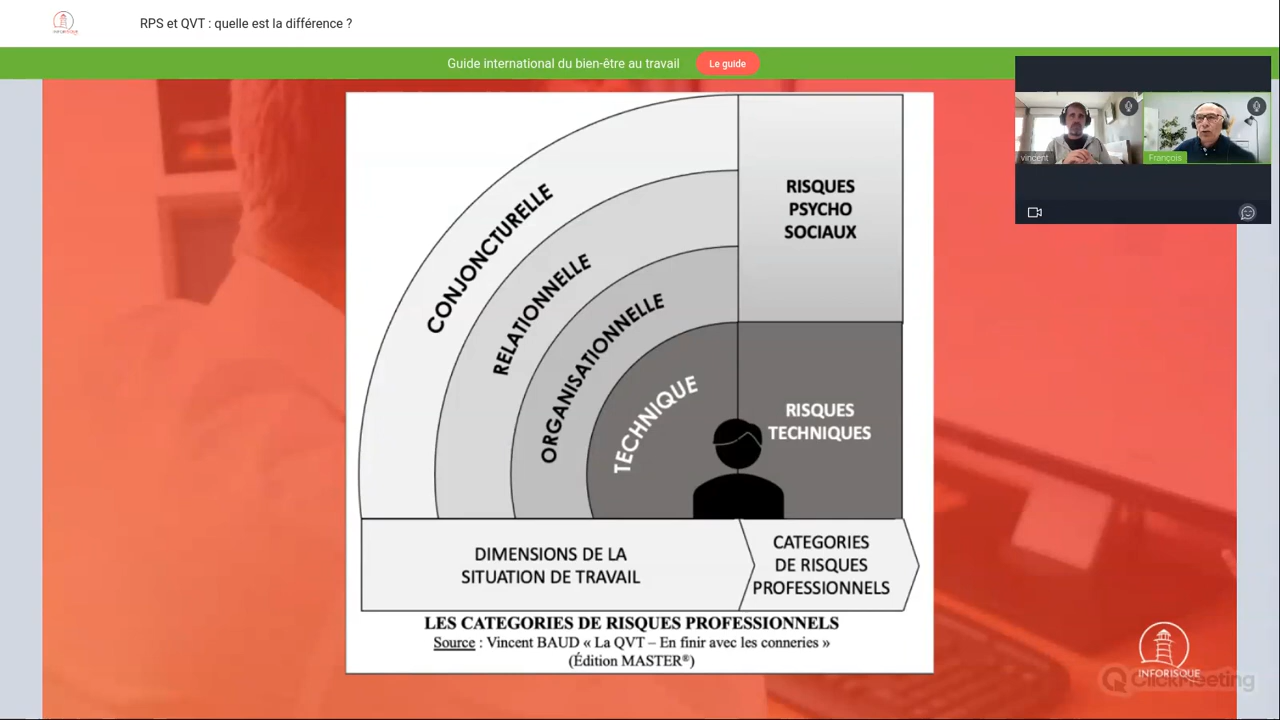 RPS et QVT : quelle est la différence ?
Guide international du bien-être au travail
Le guide
vincent
François
CONJONCTURELLE
RELATIONNELLE
ORGANISATIONNELLE
TECHNIQUE
RISQUES
PSYCHO
SOCIAUX
RISQUES
TECHNIQUES
DIMENSIONS DE LA
SITUATION DE TRAVAIL
CATEGORIES
DE RISQUES
PROFESSIONNELS
LES CATEGORIES DE RISQUES PROFESSIONNELS
Source : Vincent BAUD « La QVT – En finir avec les conneries »
(Édition MASTER®)
INFORISQUE
ClickMeeting